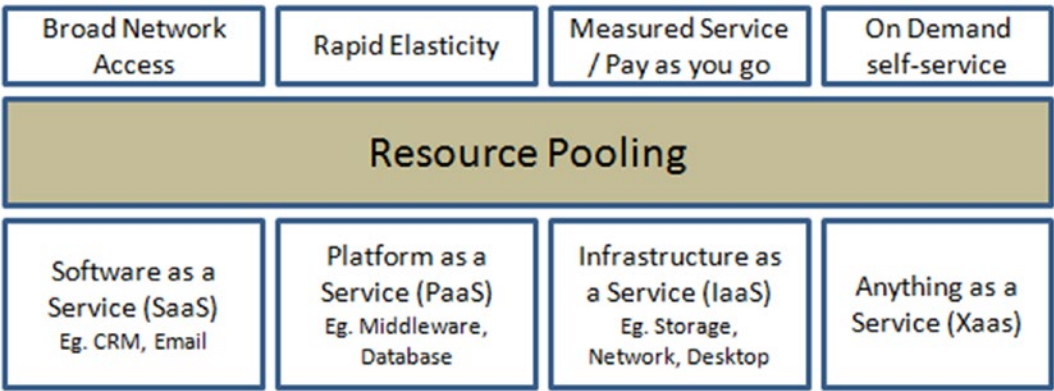 Broad Network
Access
Rapid Elasticity
Measured Service
/ Pay as you go
On Demand
self-service
Resource Pooling
Software as a
Service (SaaS)
Eg. CRM, Email
Platform as a
Service (PaaS)
Eg. Middleware,
Database
Infrastructure as
a Service (IaaS)
Eg. Storage,
Network, Desktop
Anything as a
Service (Xaas)